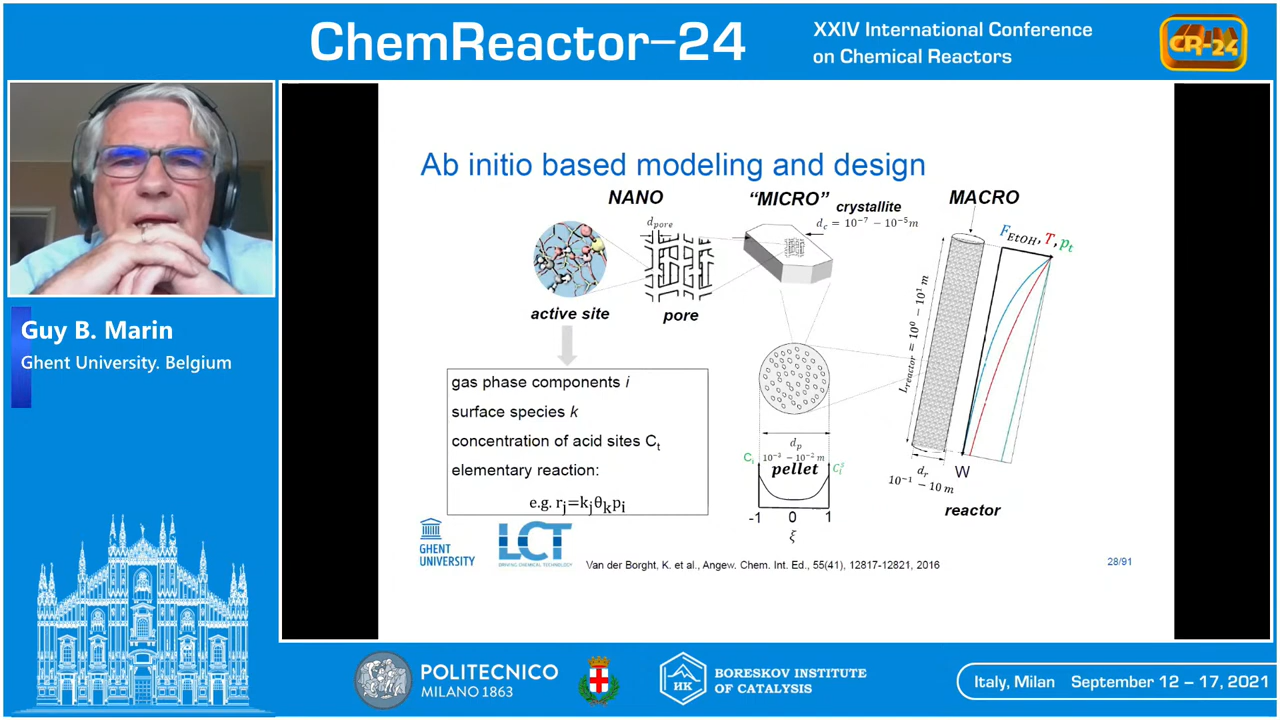 ChemReactor–24
XXIV International Conference
on Chemical Reactors
CR-24
Guy B. Marin
Ghent University. Belgium
Ab initio based modeling and design
NANO
"MICRO"
MACRO
crystallite
d_c = 10^-7 − 10^-5 m
d_pore
active site
pore
F_EtOH, T, p_t
L_reactor = 10^0 − 10^1 m
gas phase components i
surface species k
concentration of acid sites C_t
elementary reaction:
e.g. r_j=k_jθ_kp_i
d_p
10^-3 − 10^-2 m
C_i
pellet
C_i^s
-1 0 1
ξ
W
d_r
10^-1 − 10 m
reactor
GHENT
UNIVERSITY
LCT
Van der Borght, K. et al., Angew. Chem. Int. Ed., 55(41), 12817-12821, 2016
28/91
POLITECNICO
MILANO 1863
НК
BORESKOV INSTITUTE
OF CATALYSIS
Italy, Milan September 12 – 17, 2021